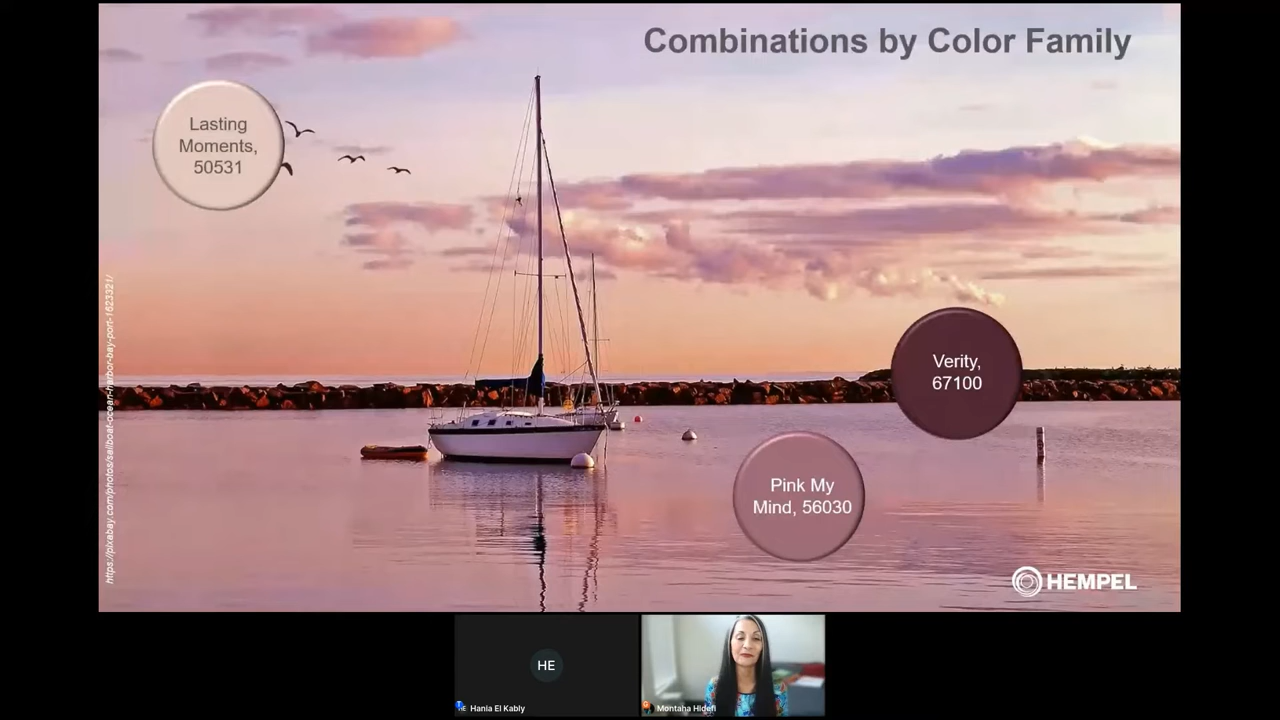 Combinations by Color Family
Lasting
Moments,
50531
Verity,
67100
Pink My
Mind, 56030
https://pixabay.com/photos/sailboat-ocean-harbor-bay-port-1623321/
HEMPEL
HE
Hania El Kably
Montaha Hidefi